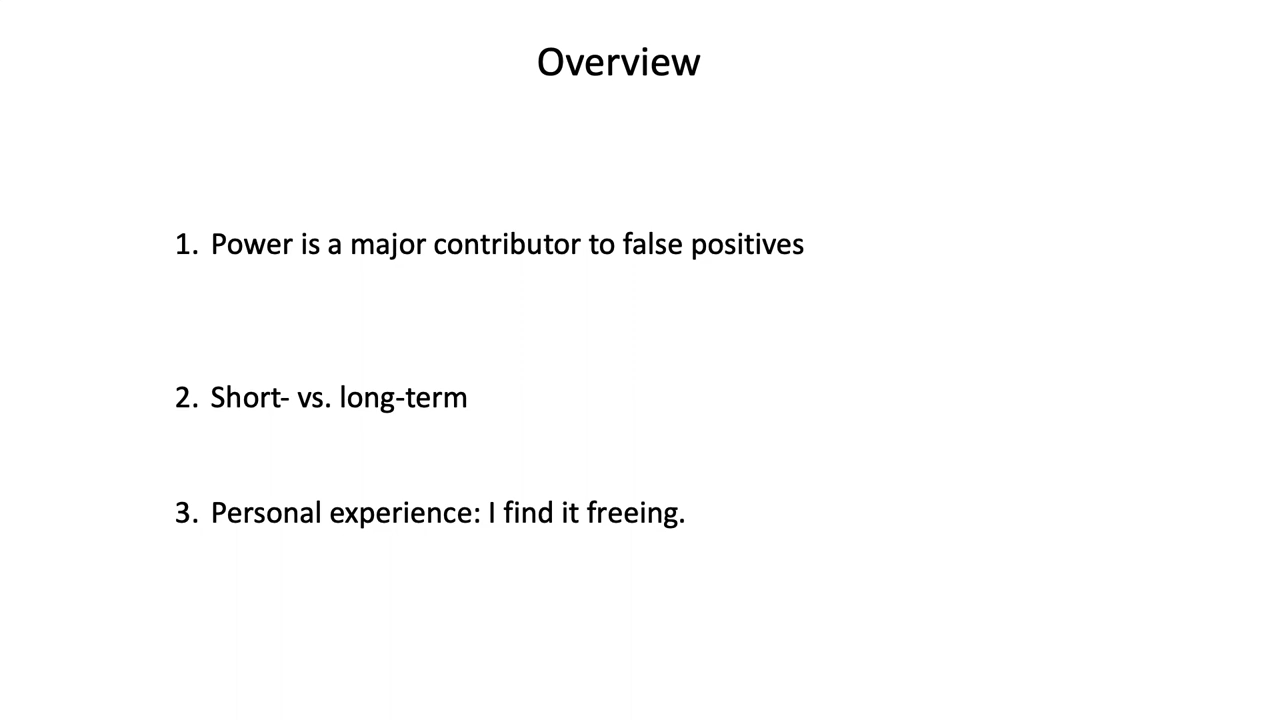 Overview
1. Power is a major contributor to false positives
2. Short- vs. long-term
3. Personal experience: I find it freeing.